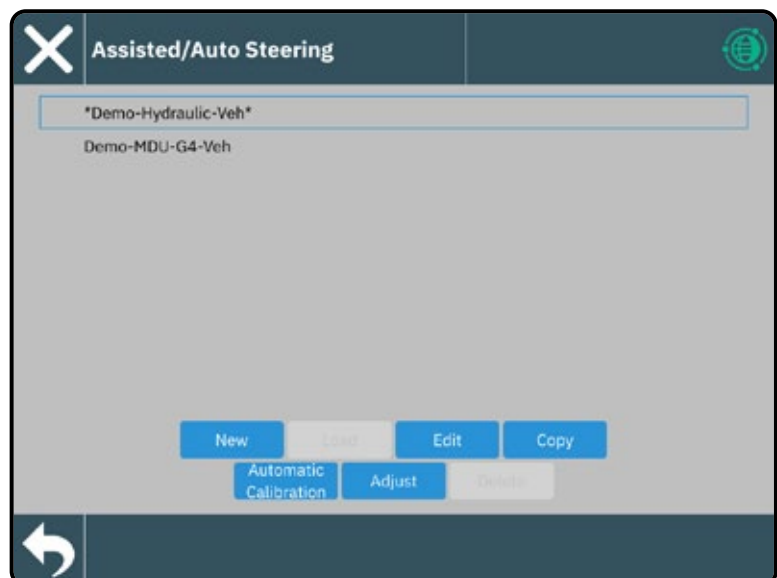 Assisted/Auto Steering
*Demo-Hydraulic-Veh*
Demo-MDU-G4-Veh
New Load Edit Copy
Automatic
Calibration
Adjust Delete